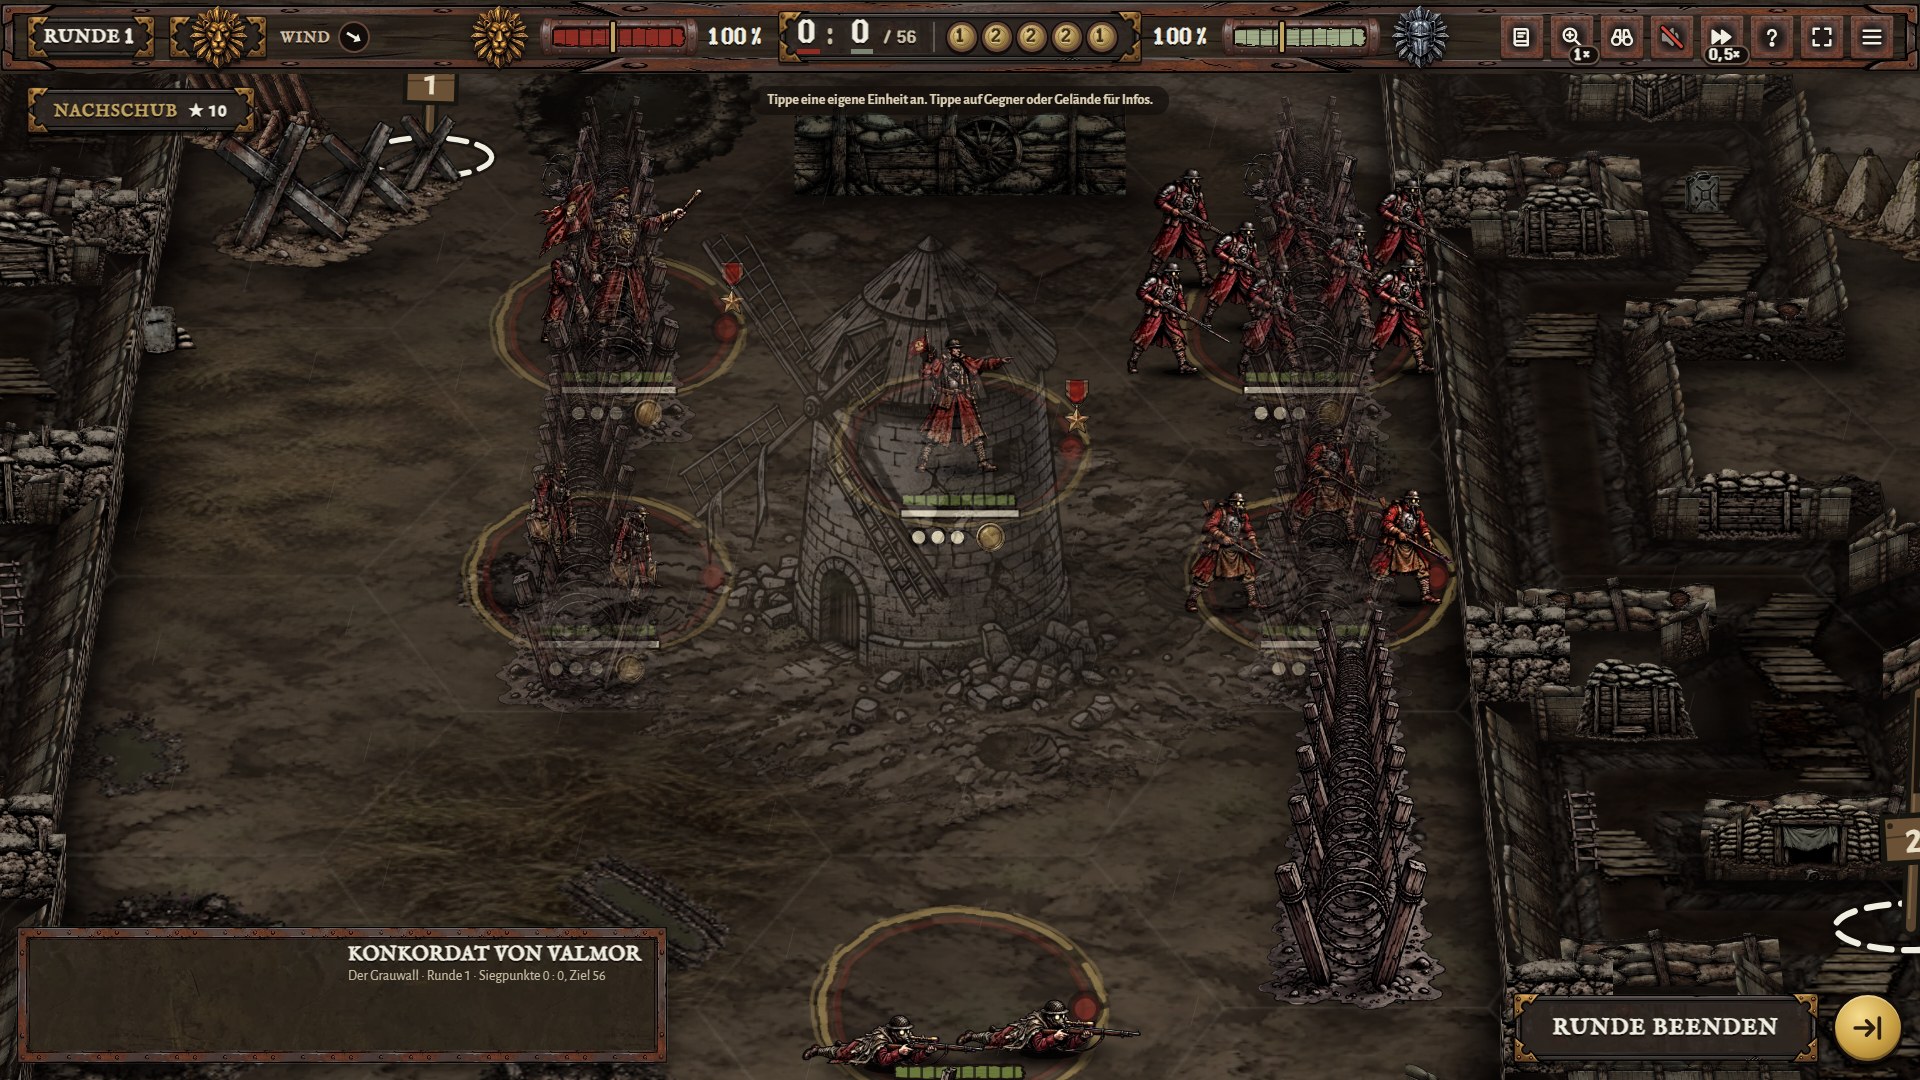 RUNDE 1
WIND
100%
0 : 0 / 56
1 2 2 2 1
100%
1×
0,5×
?
NACHSCHUB ★ 10
1
Tippe eine eigene Einheit an. Tippe auf Gegner oder Gelände für Infos.
2
KONKORDAT VON VALMOR
Der Grauwall · Runde 1 · Siegpunkte 0 : 0, Ziel 56
RUNDE BEENDEN